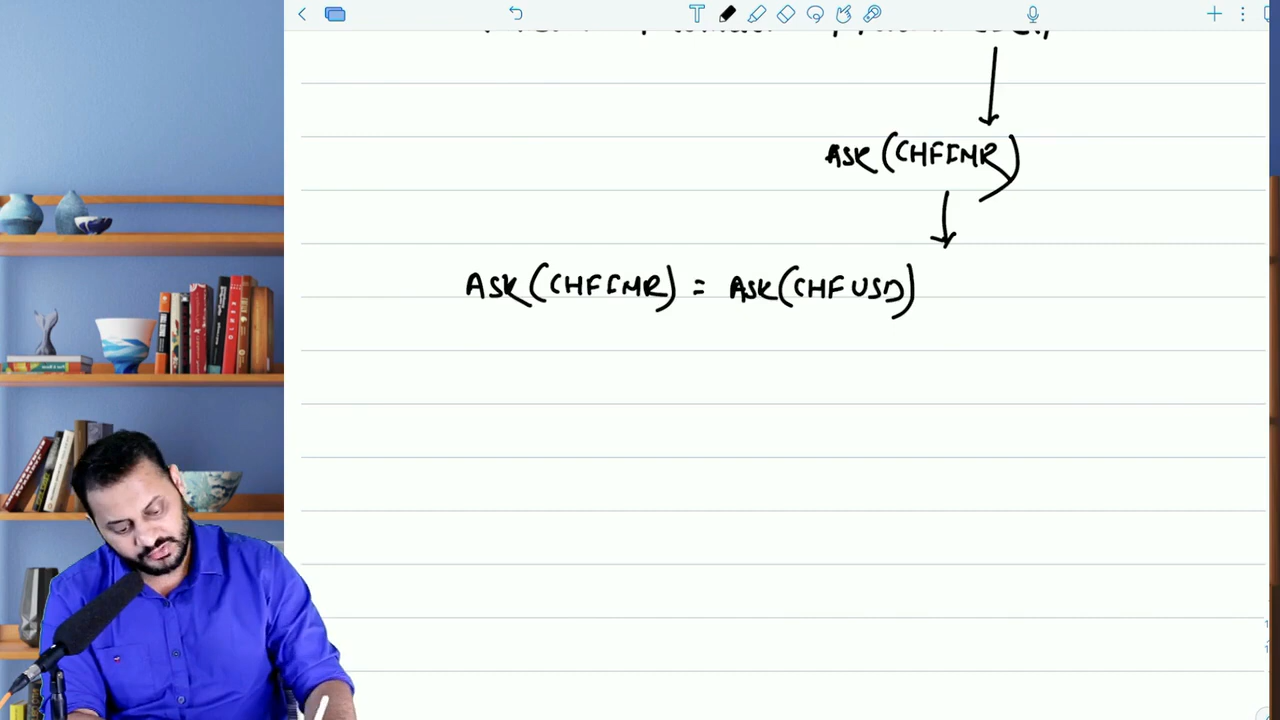 ASK (CHFINR)
ASK (CHFINR) = ASK (CHFUSD)